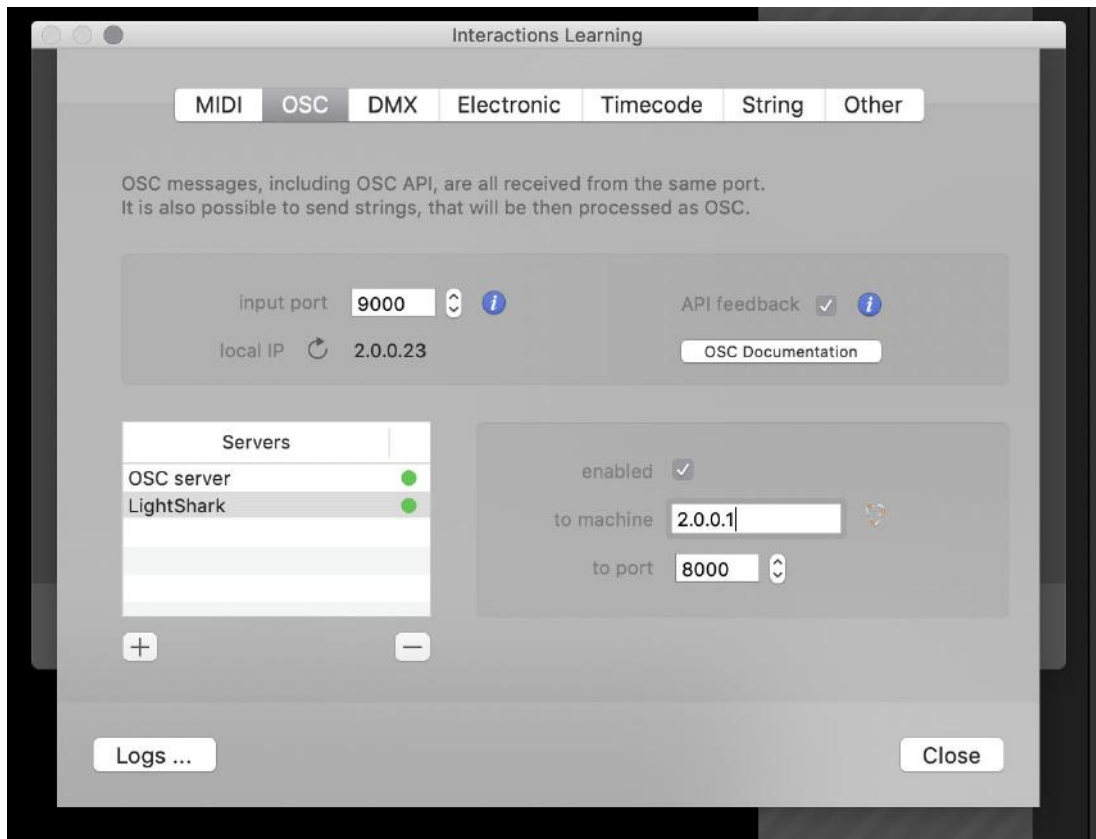 Interactions Learning
MIDI OSC DMX Electronic Timecode String Other
OSC messages, including OSC API, are all received from the same port.
It is also possible to send strings, that will be then processed as OSC.
input port 9000 API feedback
local IP 2.0.0.23 OSC Documentation
Servers
OSC server
LightShark
enabled
to machine 2.0.0.1
to port 8000
Logs ... Close